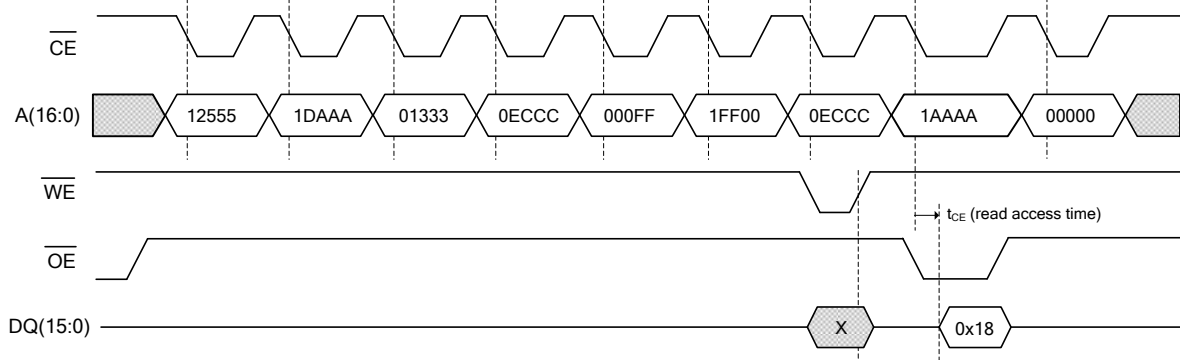 CE
A(16:0) 12555 1DAAA 01333 0ECCC 000FF 1FF00 0ECCC 1AAAA 00000
WE
tCE (read access time)
OE
DQ(15:0) X 0x18